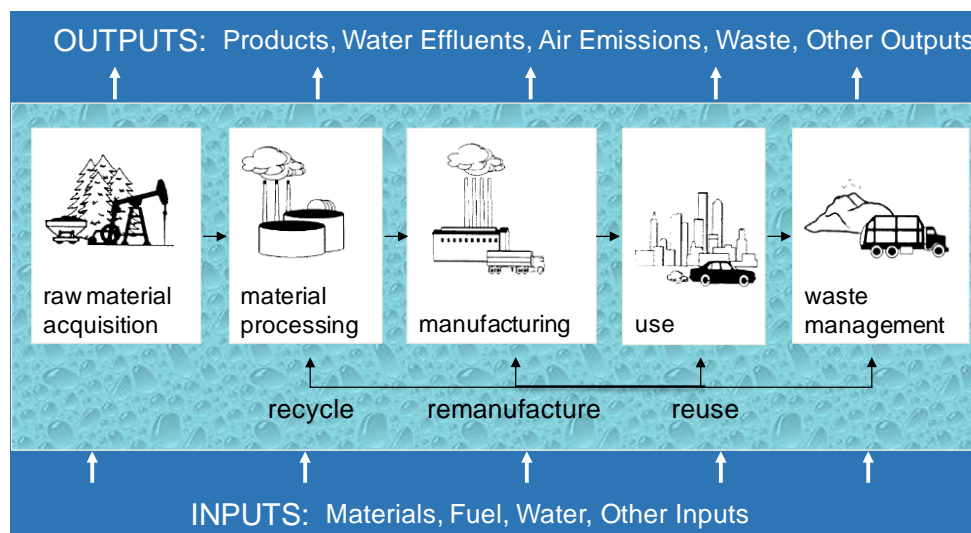 OUTPUTS: Products, Water Effluents, Air Emissions, Waste, Other Outputs
raw material
acquisition
material
processing
manufacturing
use
waste
management
recycle
remanufacture
reuse
INPUTS: Materials, Fuel, Water, Other Inputs